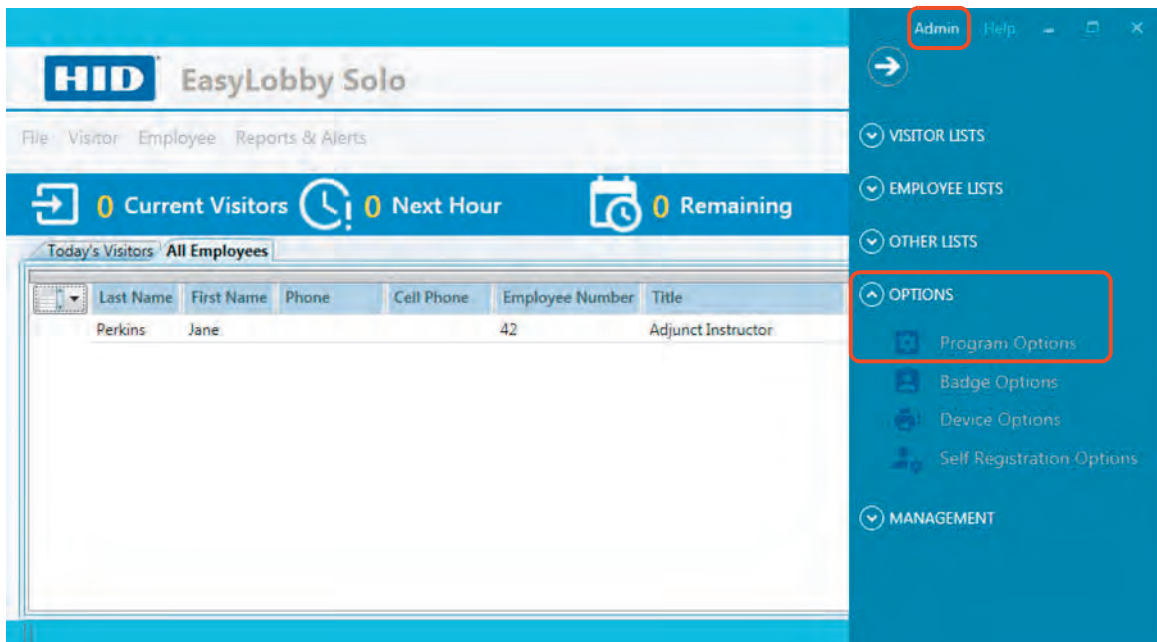 Admin Help
HID EasyLobby Solo
File Visitor Employee Reports & Alerts
0 Current Visitors 0 Next Hour 0 Remaining
Today's Visitors All Employees
Last Name First Name Phone Cell Phone Employee Number Title
Perkins Jane 42 Adjunct Instructor
VISITOR LISTS
EMPLOYEE LISTS
OTHER LISTS
OPTIONS
Program Options
Badge Options
Device Options
Self Registration Options
MANAGEMENT